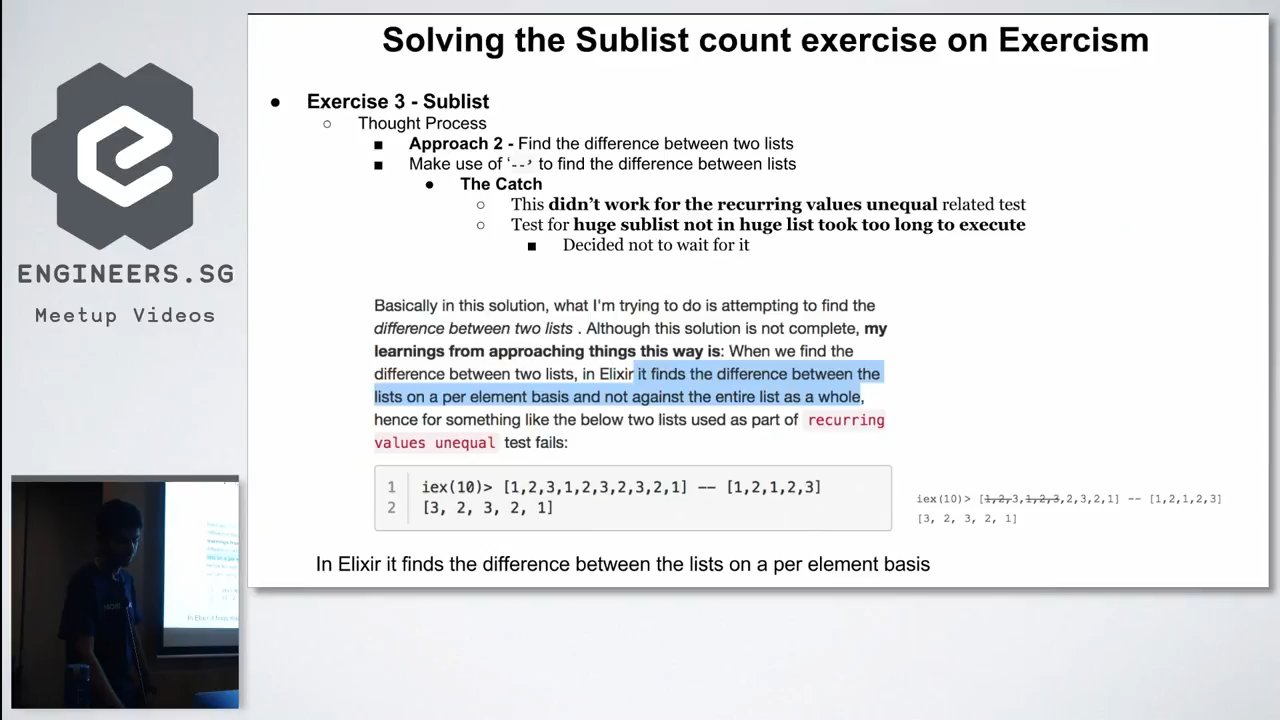 Solving the Sublist count exercise on Exercism
● Exercise 3 - Sublist
○ Thought Process
■ Approach 2 - Find the difference between two lists
■ Make use of '--' to find the difference between lists
● The Catch
○ This didn't work for the recurring values unequal related test
○ Test for huge sublist not in huge list took too long to execute
■ Decided not to wait for it
ENGINEERS.SG
Meetup Videos
Basically in this solution, what I'm trying to do is attempting to find the
difference between two lists . Although this solution is not complete, my
learnings from approaching things this way is: When we find the
difference between two lists, in Elixir it finds the difference between the
lists on a per element basis and not against the entire list as a whole,
hence for something like the below two lists used as part of recurring
values unequal test fails:
1 iex(10)> [1,2,3,1,2,3,2,3,2,1] -- [1,2,1,2,3]
2 [3, 2, 3, 2, 1]
iex(10)> [1,2,3,1,2,3,2,3,2,1] -- [1,2,1,2,3]
[3, 2, 3, 2, 1]
In Elixir it finds the difference between the lists on a per element basis